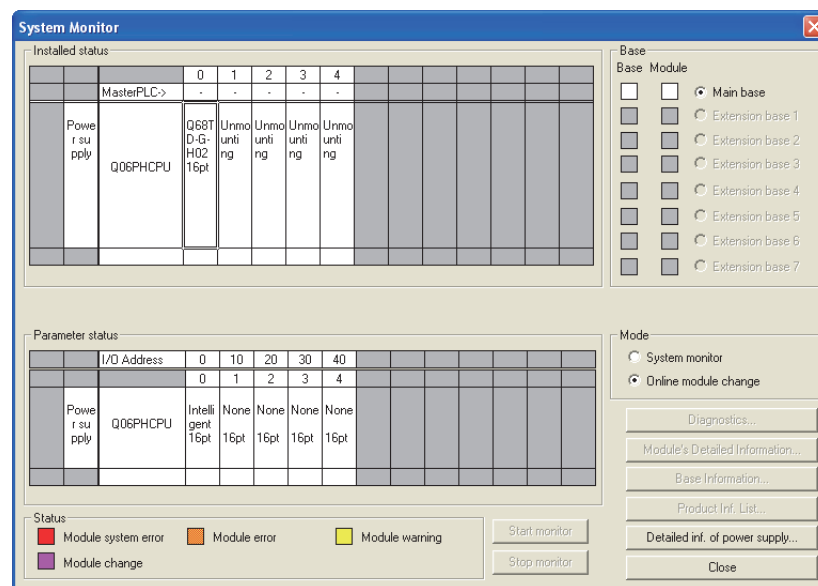 System Monitor
Installed status
0 1 2 3 4
MasterPLC-> - - - - -
Powe
r su
pply
Q06PHCPU
Q68T
D-G-
H02
16pt
Unmo
unti
ng
Unmo
unti
ng
Unmo
unti
ng
Unmo
unti
ng
Base
Base Module
Main base
Extension base 1
Extension base 2
Extension base 3
Extension base 4
Extension base 5
Extension base 6
Extension base 7
Parameter status
I/O Address 0 10 20 30 40
0 1 2 3 4
Powe
r su
pply
Q06PHCPU
Intelli
gent
16pt
None
16pt
None
16pt
None
16pt
None
16pt
Mode
System monitor
Online module change
Diagnostics...
Module's Detailed Information...
Base Information...
Product Inf. List...
Detailed inf. of power supply...
Close
Status
Module system error
Module error
Module warning
Module change
Start monitor
Stop monitor